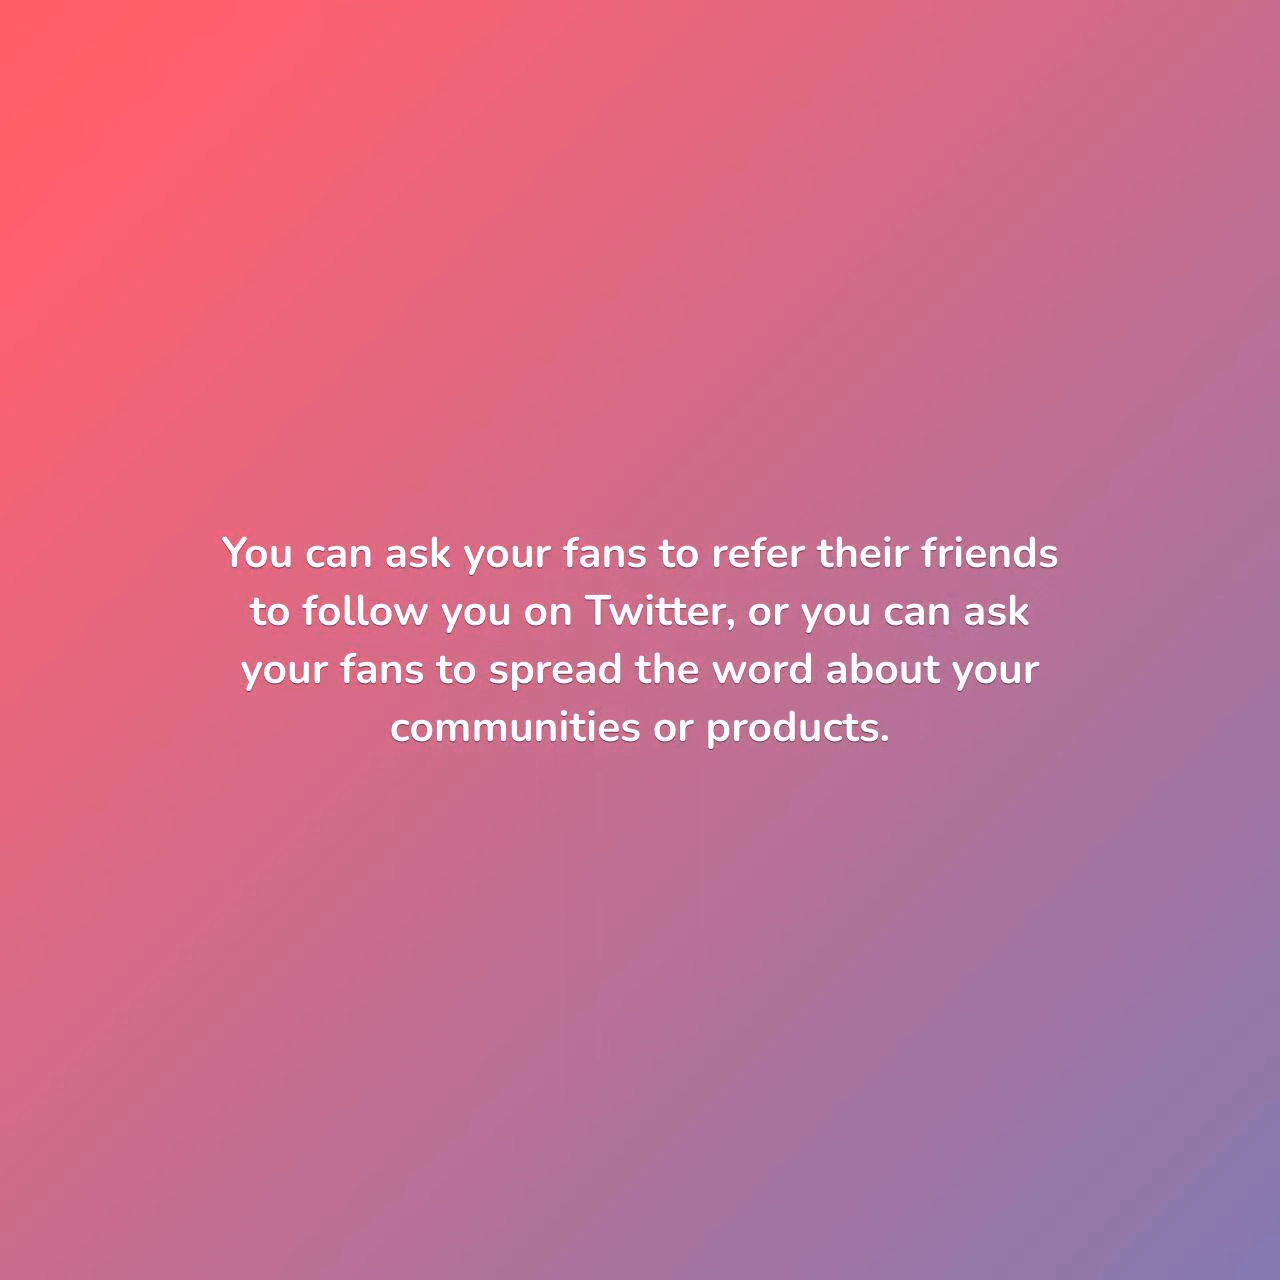 You can ask your fans to refer their friends
to follow you on Twitter, or you can ask
your fans to spread the word about your
communities or products.